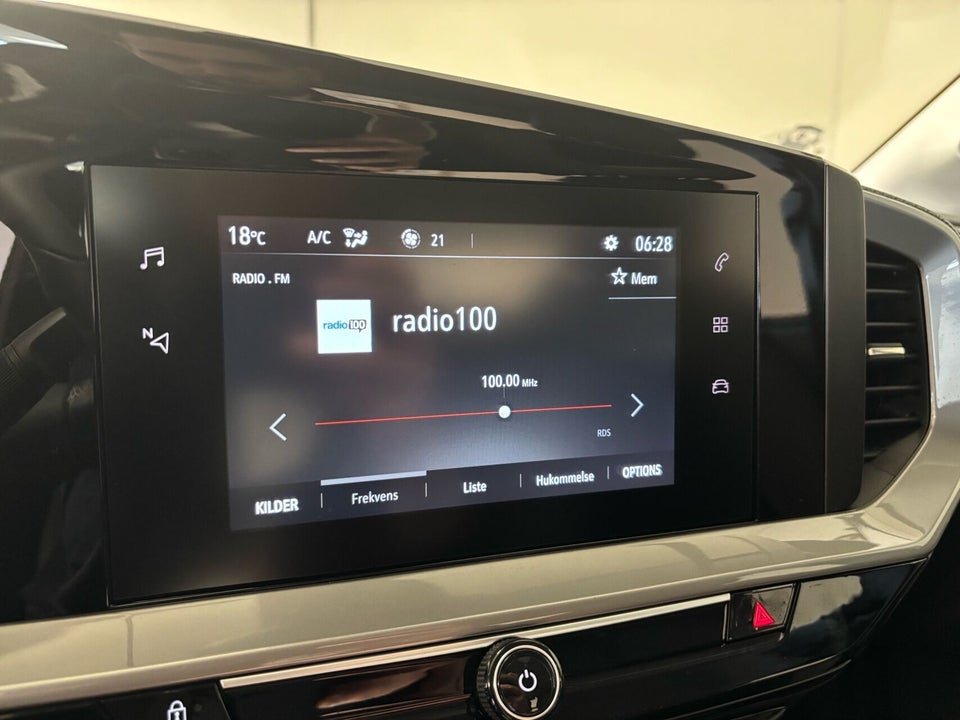 18°C A/C 21 06:28
RADIO . FM Mem
radio100 radio100
100.00 MHz
RDS
KILDER Frekvens Liste Hukommelse OPTIONS
N